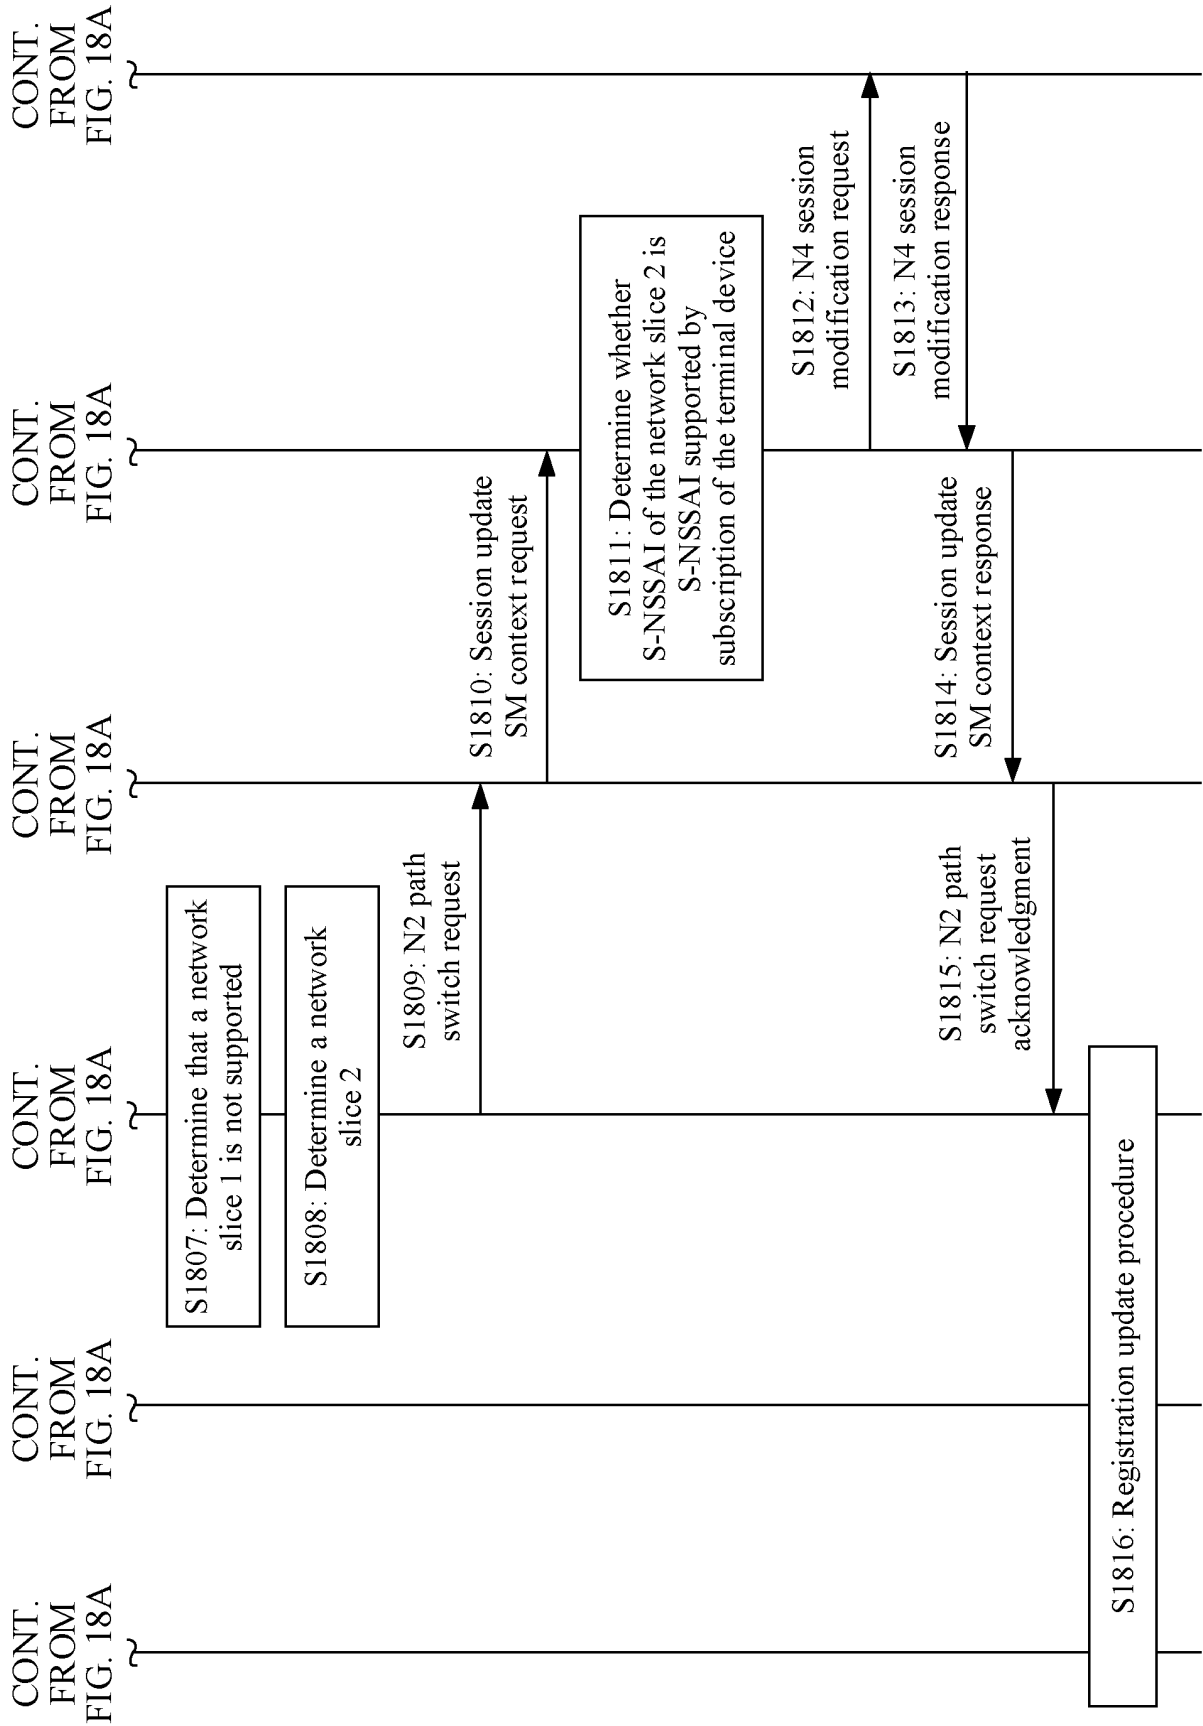 CONT.
FROM
FIG. 18A
CONT.
FROM
FIG. 18A
CONT.
FROM
FIG. 18A
CONT.
FROM
FIG. 18A
CONT.
FROM
FIG. 18A
CONT.
FROM
FIG. 18A
S1807: Determine that a network
slice 1 is not supported
S1808: Determine a network
slice 2
S1809: N2 path
switch request
S1810: Session update
SM context request
S1811: Determine whether
S-NSSAI of the network slice 2 is
S-NSSAI supported by
subscription of the terminal device
S1812: N4 session
modification request
S1813: N4 session
modification response
S1814: Session update
SM context response
S1815: N2 path
switch request
acknowledgment
S1816: Registration update procedure